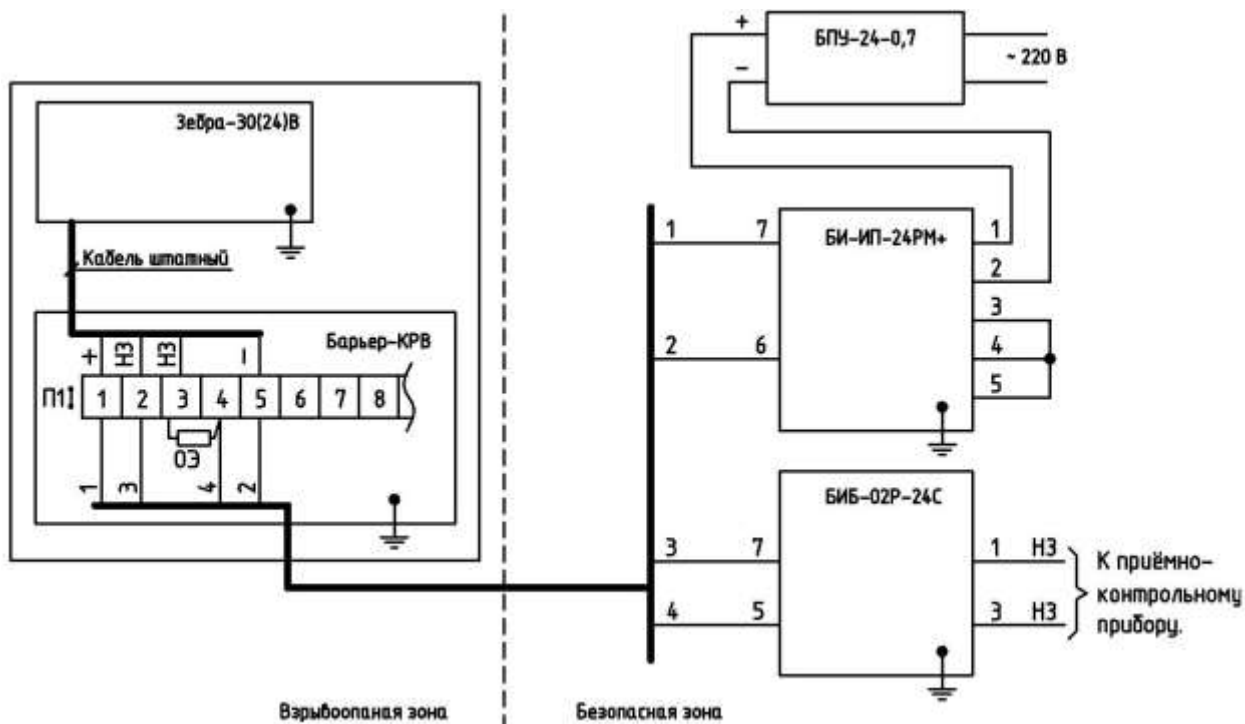 +
БПУ-24-0,7
~ 220 В
-
Зебра-30(24)В
Кабель штатный
Барьер-КРВ
+ НЗ НЗ -
П1 1 2 3 4 5 6 7 8
ОЭ
1 3 4 2
1 7 БИ-ИП-24РМ+ 1
2
3
2 6 4
5
БИБ-02Р-24С
3 7 1 НЗ
4 5 3 НЗ
К приёмно-
контрольному
прибору.
Взрывоопаная зона
Безопасная зона